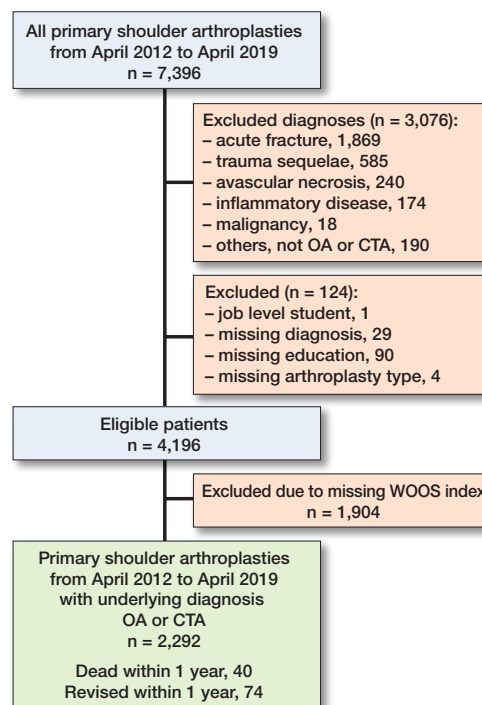 All primary shoulder arthroplasties
from April 2012 to April 2019
n = 7,396
Excluded diagnoses (n = 3,076):
– acute fracture, 1,869
– trauma sequelae, 585
– avascular necrosis, 240
– inflammatory disease, 174
– malignancy, 18
– others, not OA or CTA, 190
Excluded (n = 124):
– job level student, 1
– missing diagnosis, 29
– missing education, 90
– missing arthroplasty type, 4
Eligible patients
n = 4,196
Excluded due to missing WOOS index
n = 1,904
Primary shoulder arthroplasties
from April 2012 to April 2019
with underlying diagnosis
OA or CTA
n = 2,292
Dead within 1 year, 40
Revised within 1 year, 74